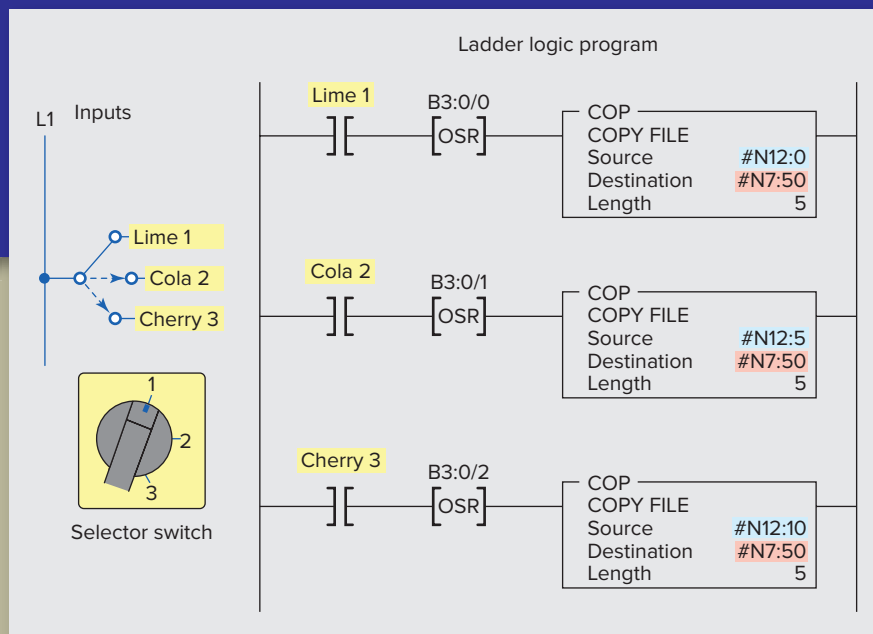 Ladder logic program
L1 Inputs
Lime 1
Cola 2
Cherry 3
1
2
3
Selector switch
Lime 1
B3:0/0
OSR
COP
COPY FILE
Source #N12:0
Destination #N7:50
Length 5
Cola 2
B3:0/1
OSR
COP
COPY FILE
Source #N12:5
Destination #N7:50
Length 5
Cherry 3
B3:0/2
OSR
COP
COPY FILE
Source #N12:10
Destination #N7:50
Length 5